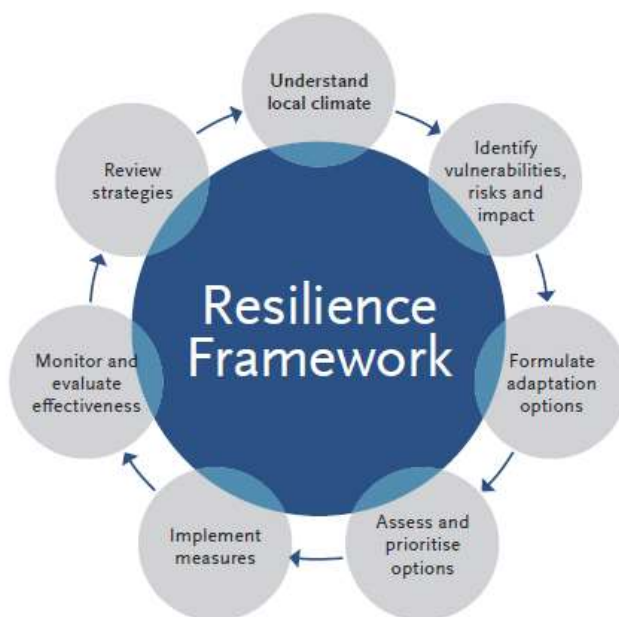 Understand
local climate
Identify
vulnerabilities,
risks and
impact
Formulate
adaptation
options
Assess and
prioritise
options
Implement
measures
Monitor and
evaluate
effectiveness
Review
strategies
Resilience
Framework